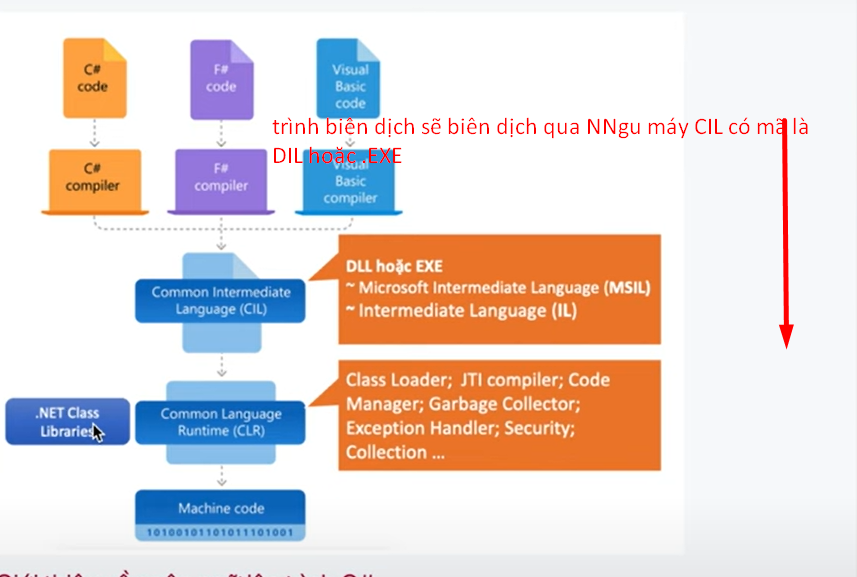 C#
code
F#
code
Visual
Basic
code
trình biên dịch sẽ biên dịch qua NNgu máy CIL có mã là
DIL hoặc .EXE
C#
compiler
F#
compiler
Visual
Basic
compiler
DLL hoặc EXE
~ Microsoft Intermediate Language (MSIL)
~ Intermediate Language (IL)
Common Intermediate
Language (CIL)
Class Loader; JTI compiler; Code
Manager; Garbage Collector;
Exception Handler; Security;
Collection ...
.NET Class
Libraries
Common Language
Runtime (CLR)
Machine code
10100101101011101001